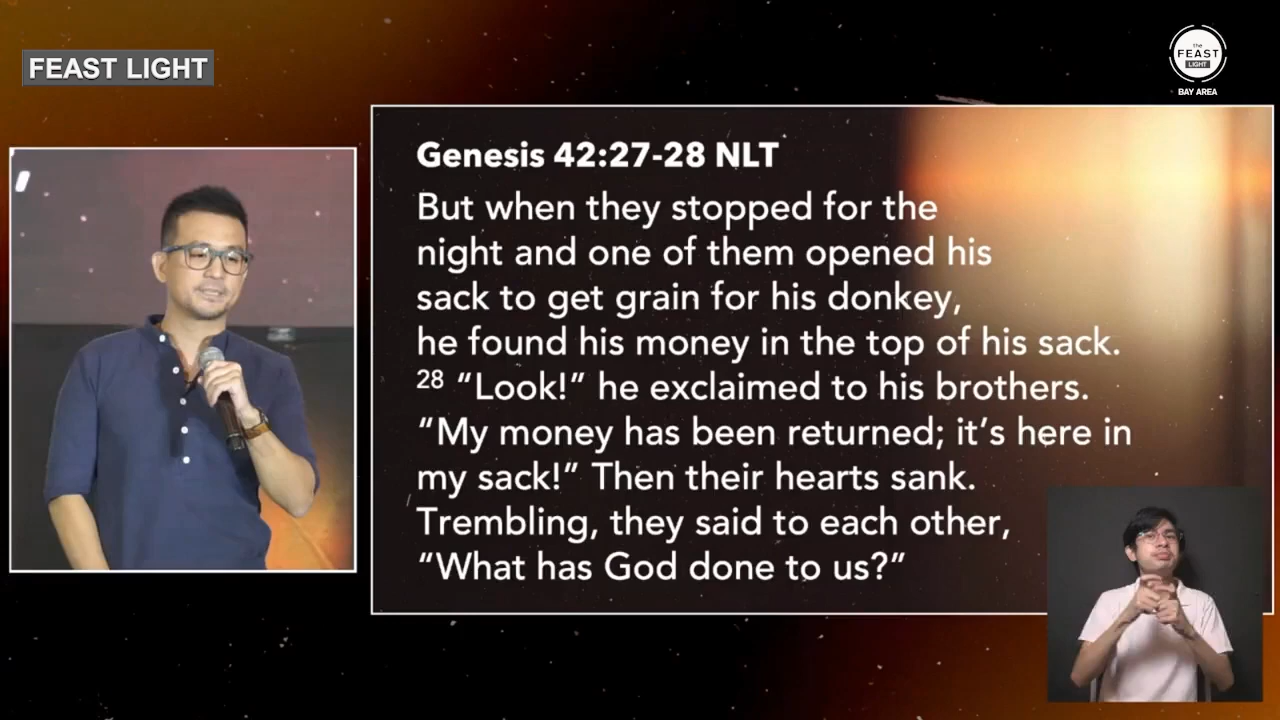 FEAST LIGHT
the
FEAST
LIGHT
BAY AREA
Genesis 42:27-28 NLT
But when they stopped for the
night and one of them opened his
sack to get grain for his donkey,
he found his money in the top of his sack.
28 “Look!” he exclaimed to his brothers.
“My money has been returned; it’s here in
my sack!” Then their hearts sank.
Trembling, they said to each other,
“What has God done to us?”